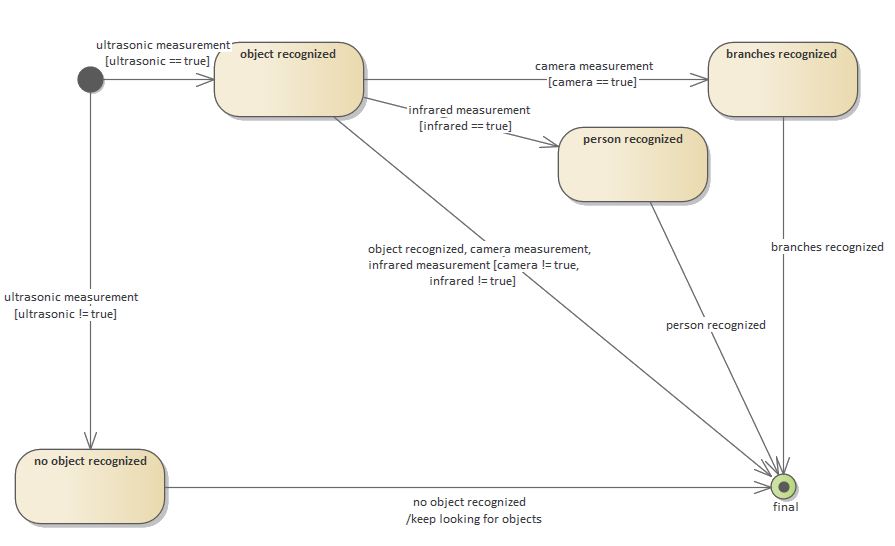 ultrasonic measurement
[ultrasonic == true]
object recognized
camera measurement
[camera == true]
branches recognized
infrared measurement
[infrared == true]
person recognized
object recognized, camera measurement,
infrared measurement [camera != true,
infrared != true]
branches recognized
ultrasonic measurement
[ultrasonic != true]
person recognized
no object recognized
no object recognized
/keep looking for objects
final